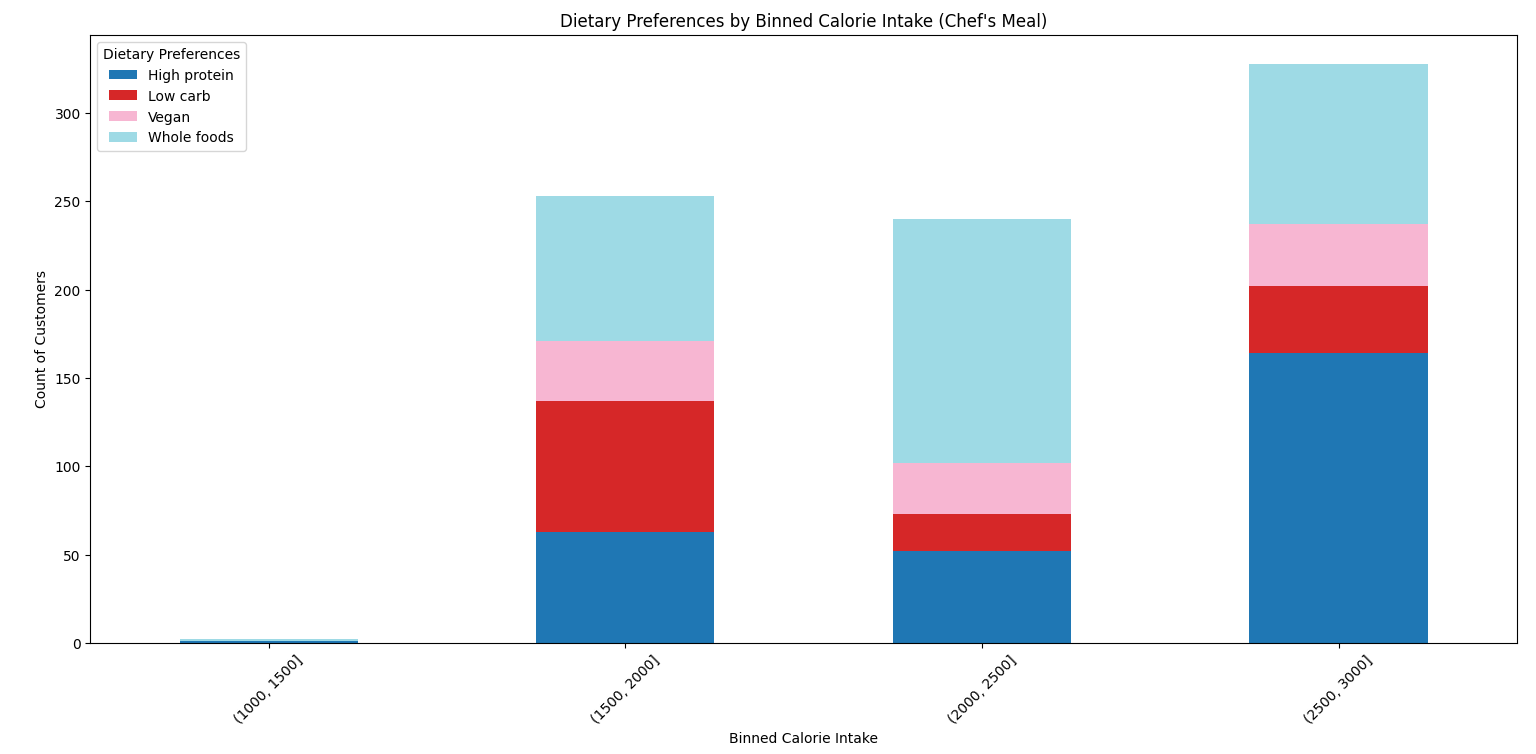 Dietary Preferences by Binned Calorie Intake (Chef's Meal)
Dietary Preferences
High protein
Low carb
Vegan
Whole foods
Count of Customers
300
250
200
150
100
50
0
(1000, 1500]
(1500, 2000]
(2000, 2500]
(2500, 3000]
Binned Calorie Intake